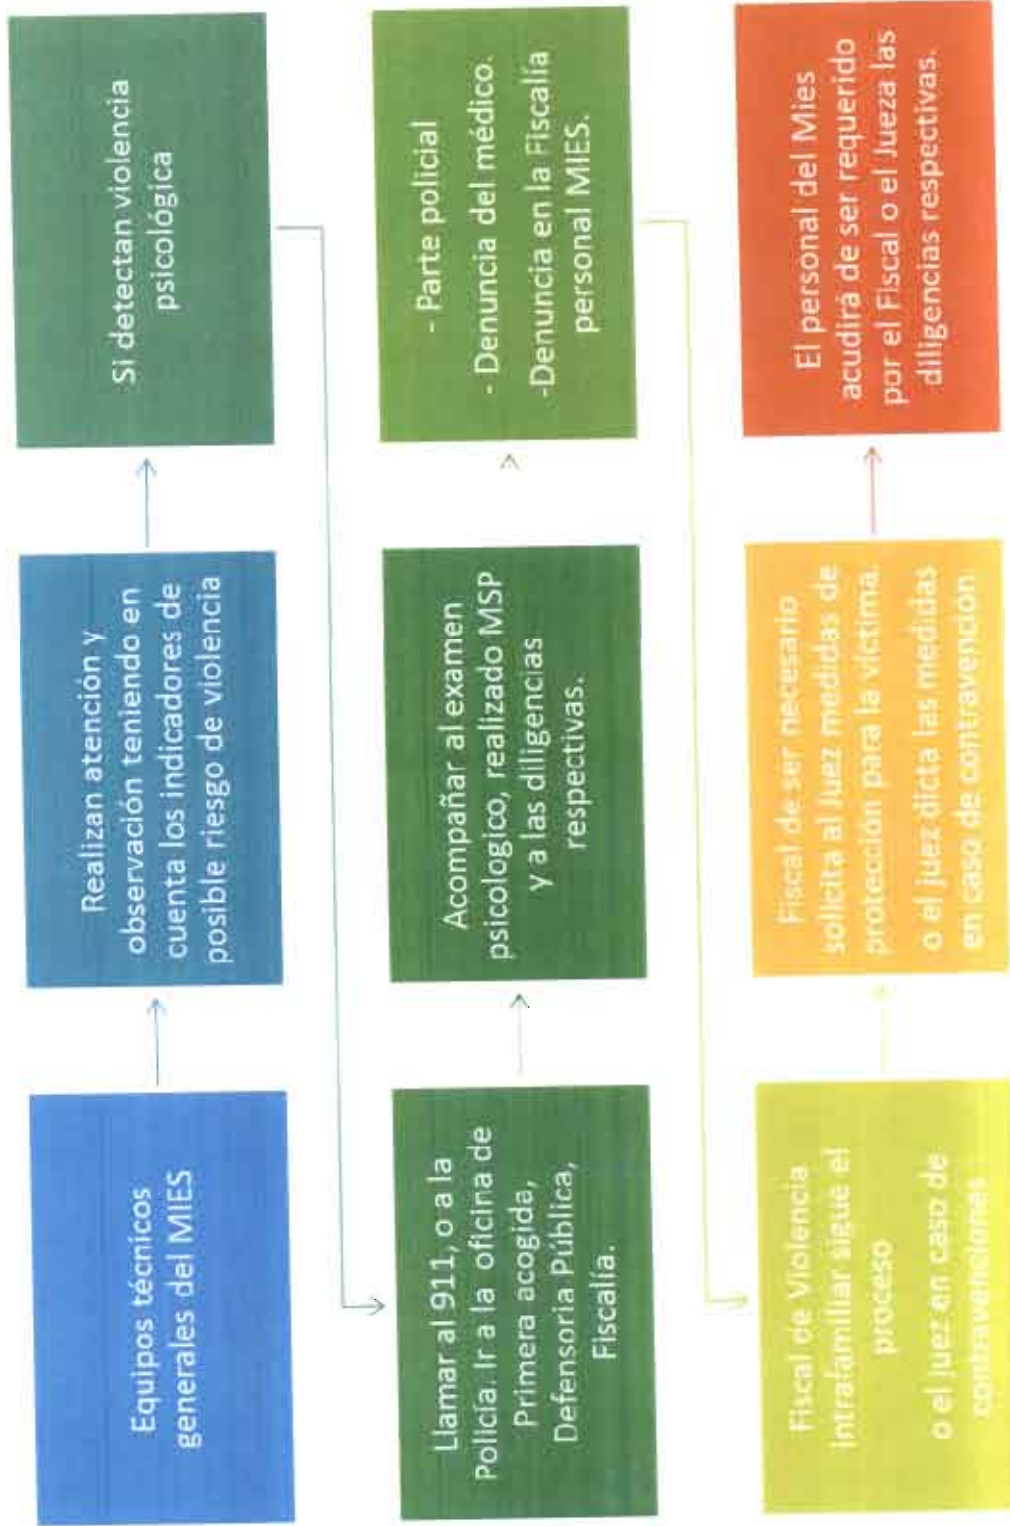 Equipos técnicos
generales del MIES
Realizan atención y
observación teniendo en
cuenta los indicadores de
posible riesgo de violencia
Si detectan violencia
psicológica
Llamar al 911, o a la
Policía. Ir a la oficina de
Primera acogida,
Defensoria Pública,
Fiscalía.
Acompañar al examen
psicologico, realizado MSP
y a las diligencias
respectivas.
- Parte policial
- Denuncia del médico.
-Denuncia en la Fiscalía
personal MIES.
Fiscal de Violencia
intrafamiliar sigue el
proceso
o el juez en caso de
contravenciones
Fiscal de ser necesario
solicita al Juez medidas de
protección para la víctima.
o el juez dicta las medidas
en caso de contravención
El personal del Mies
acudirá de ser requerido
por el Fiscal o el Jueza las
diligencias respectivas.